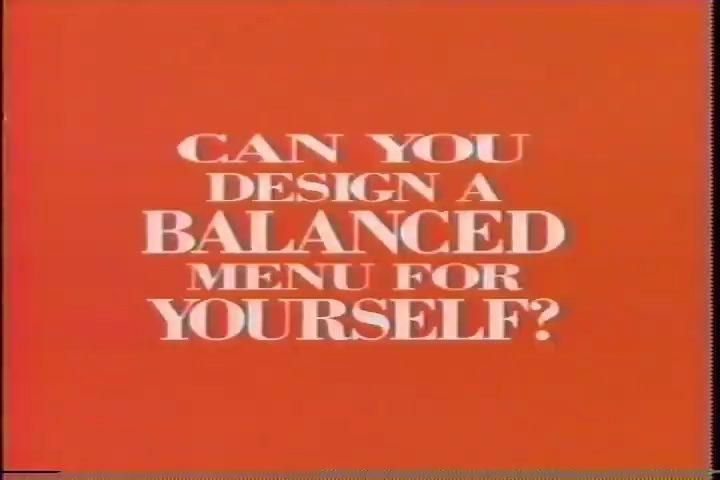 CAN YOU
DESIGN A
BALANCED
MENU FOR
YOURSELF?